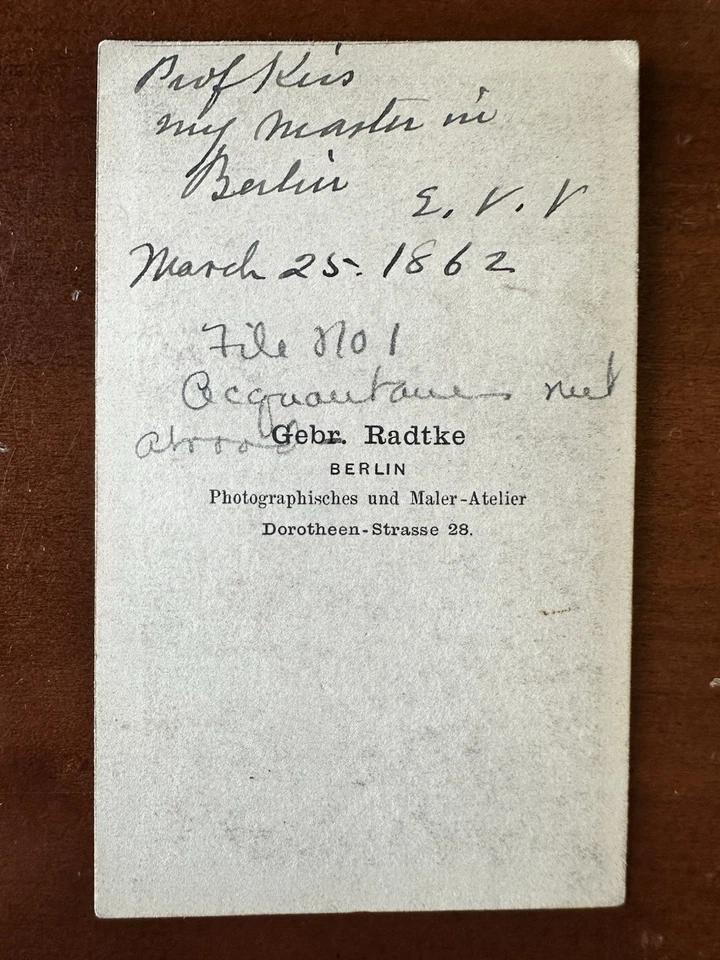 Prof Kiss
my master in
Berlin
E. V. V
March 25. 1862
File No 1
Acquantances met
abroad
Gebr. Radtke
BERLIN
Photographisches und Maler-Atelier
Dorotheen-Strasse 28.